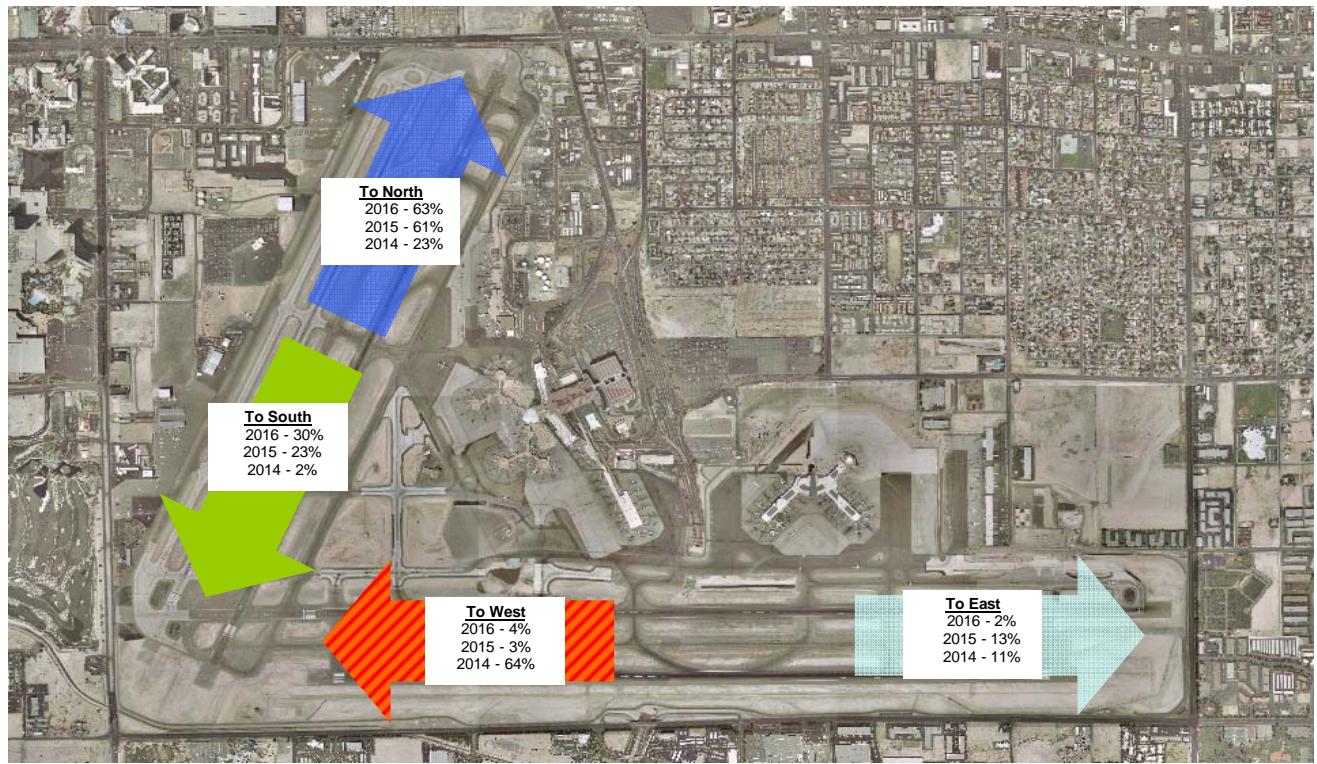 To North
2016 - 63%
2015 - 61%
2014 - 23%
To South
2016 - 30%
2015 - 23%
2014 - 2%
To West
2016 - 4%
2015 - 3%
2014 - 64%
To East
2016 - 2%
2015 - 13%
2014 - 11%